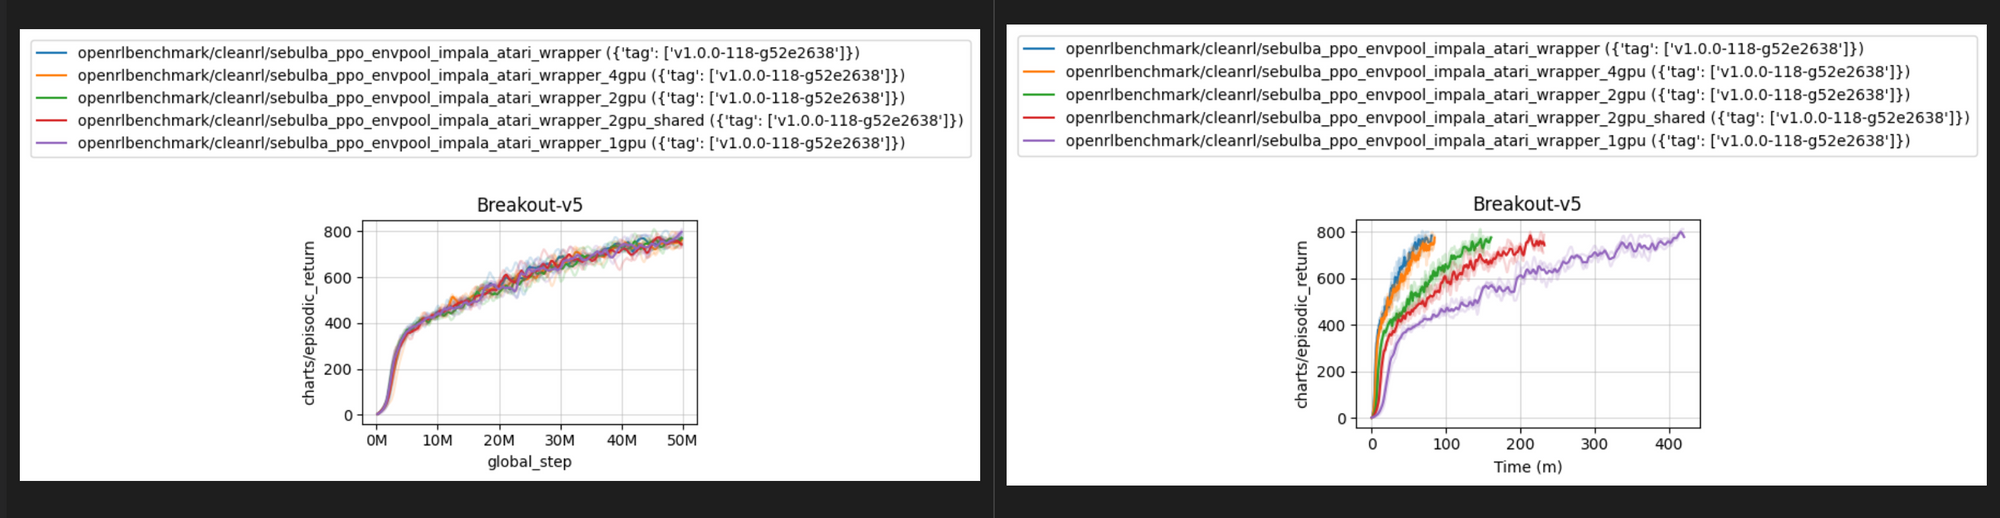 openrlbenchmark/cleanrl/sebulba_ppo_envpool_impala_atari_wrapper ({'tag': ['v1.0.0-118-g52e2638']})
openrlbenchmark/cleanrl/sebulba_ppo_envpool_impala_atari_wrapper_4gpu ({'tag': ['v1.0.0-118-g52e2638']})
openrlbenchmark/cleanrl/sebulba_ppo_envpool_impala_atari_wrapper_2gpu ({'tag': ['v1.0.0-118-g52e2638']})
openrlbenchmark/cleanrl/sebulba_ppo_envpool_impala_atari_wrapper_2gpu_shared ({'tag': ['v1.0.0-118-g52e2638']})
openrlbenchmark/cleanrl/sebulba_ppo_envpool_impala_atari_wrapper_1gpu ({'tag': ['v1.0.0-118-g52e2638']})
Breakout-v5
charts/episodic_return
800
600
400
200
0
0M 10M 20M 30M 40M 50M
global_step
openrlbenchmark/cleanrl/sebulba_ppo_envpool_impala_atari_wrapper ({'tag': ['v1.0.0-118-g52e2638']})
openrlbenchmark/cleanrl/sebulba_ppo_envpool_impala_atari_wrapper_4gpu ({'tag': ['v1.0.0-118-g52e2638']})
openrlbenchmark/cleanrl/sebulba_ppo_envpool_impala_atari_wrapper_2gpu ({'tag': ['v1.0.0-118-g52e2638']})
openrlbenchmark/cleanrl/sebulba_ppo_envpool_impala_atari_wrapper_2gpu_shared ({'tag': ['v1.0.0-118-g52e2638']})
openrlbenchmark/cleanrl/sebulba_ppo_envpool_impala_atari_wrapper_1gpu ({'tag': ['v1.0.0-118-g52e2638']})
Breakout-v5
charts/episodic_return
800
600
400
200
0
0 100 200 300 400
Time (m)